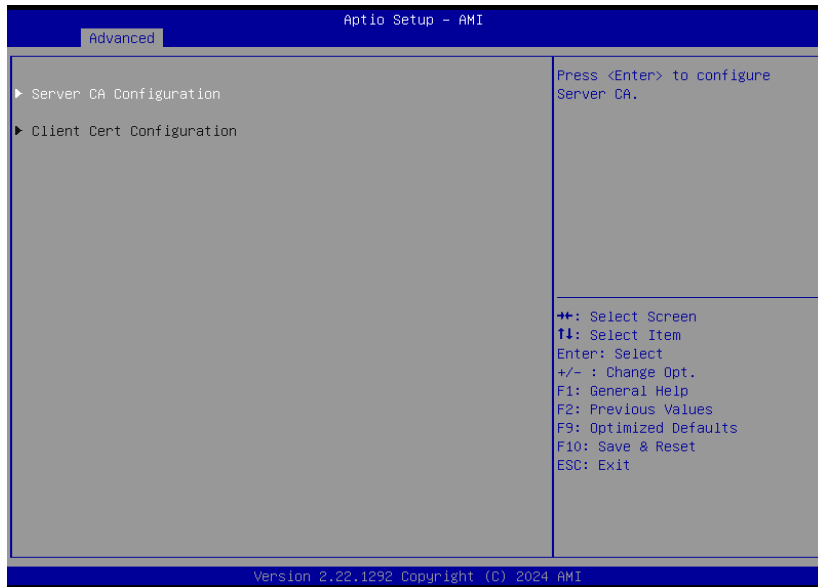 Aptio Setup – AMI
Advanced
▶ Server CA Configuration
▶ Client Cert Configuration
Press <Enter> to configure
Server CA.
→←: Select Screen
↑↓: Select Item
Enter: Select
+/- : Change Opt.
F1: General Help
F2: Previous Values
F9: Optimized Defaults
F10: Save & Reset
ESC: Exit
Version 2.22.1292 Copyright (C) 2024 AMI